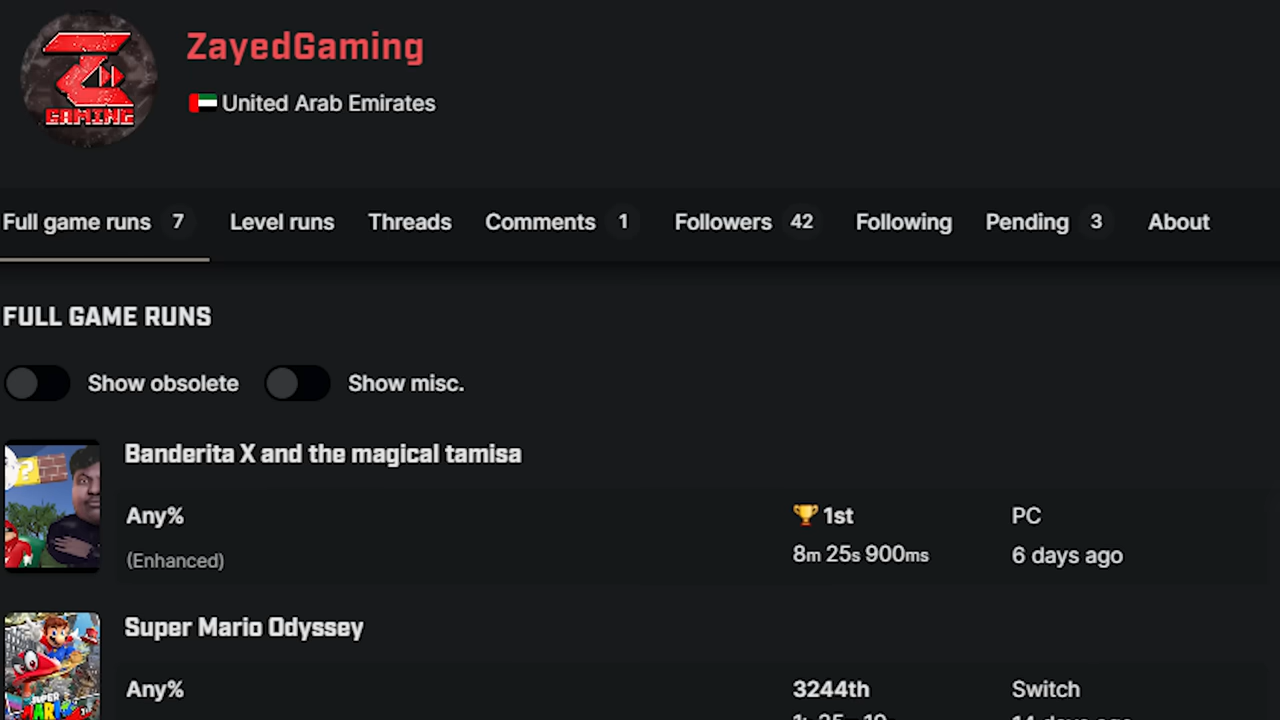 GAMING
ZayedGaming
United Arab Emirates
Full game runs 7 Level runs Threads Comments 1 Followers 42 Following Pending 3 About
FULL GAME RUNS
Show obsolete Show misc.
Banderita X and the magical tamisa
Any% 🏆 1st PC
(Enhanced) 8m 25s 900ms 6 days ago
Super Mario Odyssey
SUPER
Any% 3244th Switch